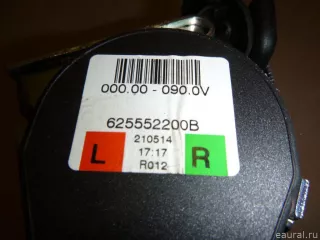 000.00 - 090.0V
625552200B
L 210514 R
17:17
R012
eaural.ru